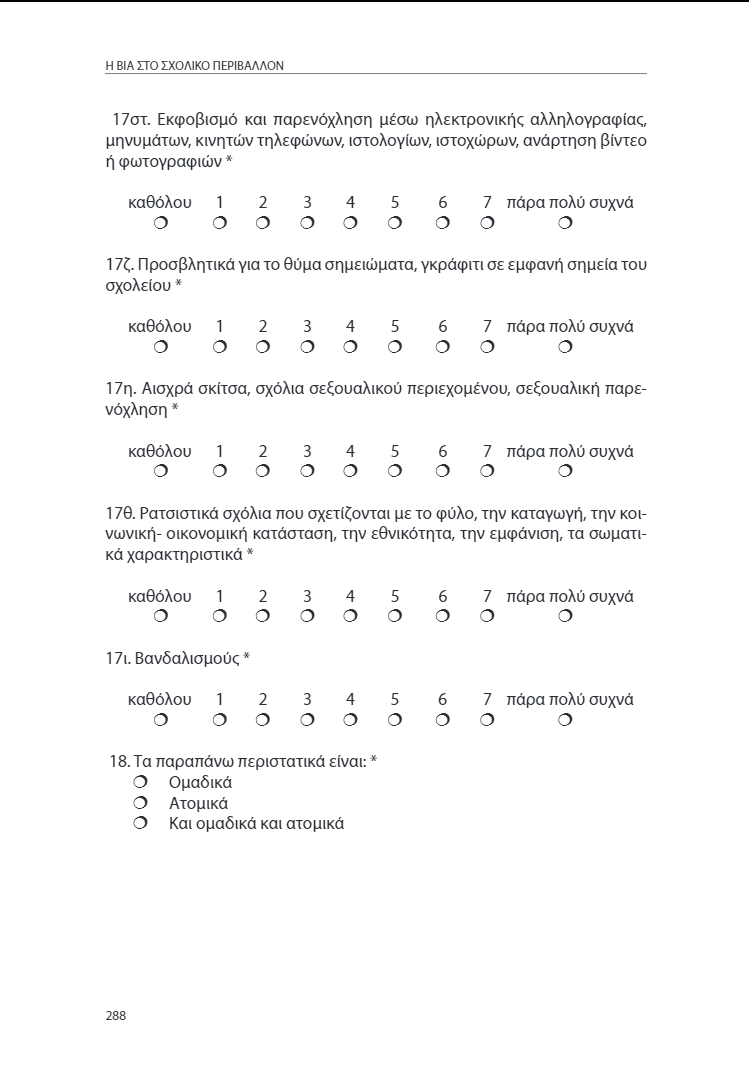 Η ΒΙΑ ΣΤΟ ΣΧΟΛΙΚΟ ΠΕΡΙΒΑΛΛΟΝ
17στ. Εκφοβισμό και παρενόχληση μέσω ηλεκτρονικής αλληλογραφίας,
μηνυμάτων, κινητών τηλεφώνων, ιστολογίων, ιστοχώρων, ανάρτηση βίντεο
ή φωτογραφιών *
καθόλου 1 2 3 4 5 6 7 πάρα πολύ συχνά
17ζ. Προσβλητικά για το θύμα σημειώματα, γκράφιτι σε εμφανή σημεία του
σχολείου *
καθόλου 1 2 3 4 5 6 7 πάρα πολύ συχνά
17η. Αισχρά σκίτσα, σχόλια σεξουαλικού περιεχομένου, σεξουαλική παρε-
νόχληση *
καθόλου 1 2 3 4 5 6 7 πάρα πολύ συχνά
17θ. Ρατσιστικά σχόλια που σχετίζονται με το φύλο, την καταγωγή, την κοι-
νωνική- οικονομική κατάσταση, την εθνικότητα, την εμφάνιση, τα σωματι-
κά χαρακτηριστικά *
καθόλου 1 2 3 4 5 6 7 πάρα πολύ συχνά
17ι. Βανδαλισμούς *
καθόλου 1 2 3 4 5 6 7 πάρα πολύ συχνά
18. Τα παραπάνω περιστατικά είναι: *
Ομαδικά
Ατομικά
Και ομαδικά και ατομικά
288